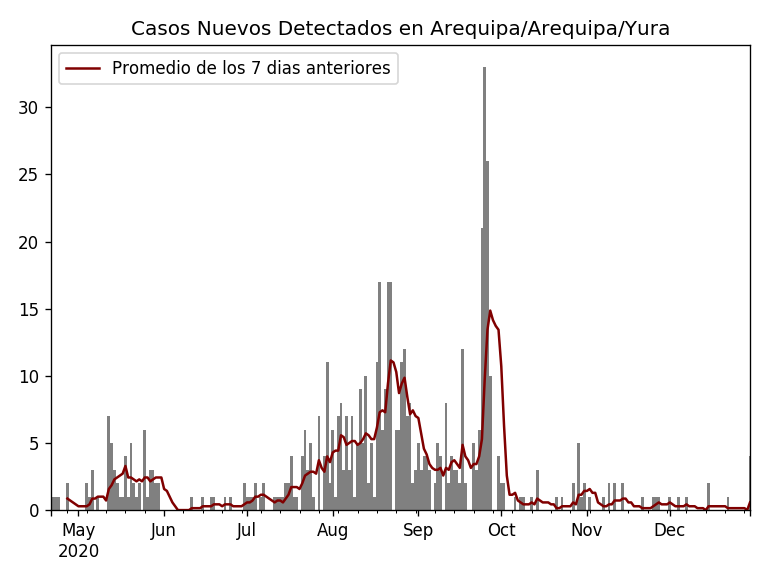 Casos Nuevos Detectados en Arequipa/Arequipa/Yura
Promedio de los 7 dias anteriores
30
25
20
15
10
5
0
May Jun Jul Aug Sep Oct Nov Dec
2020